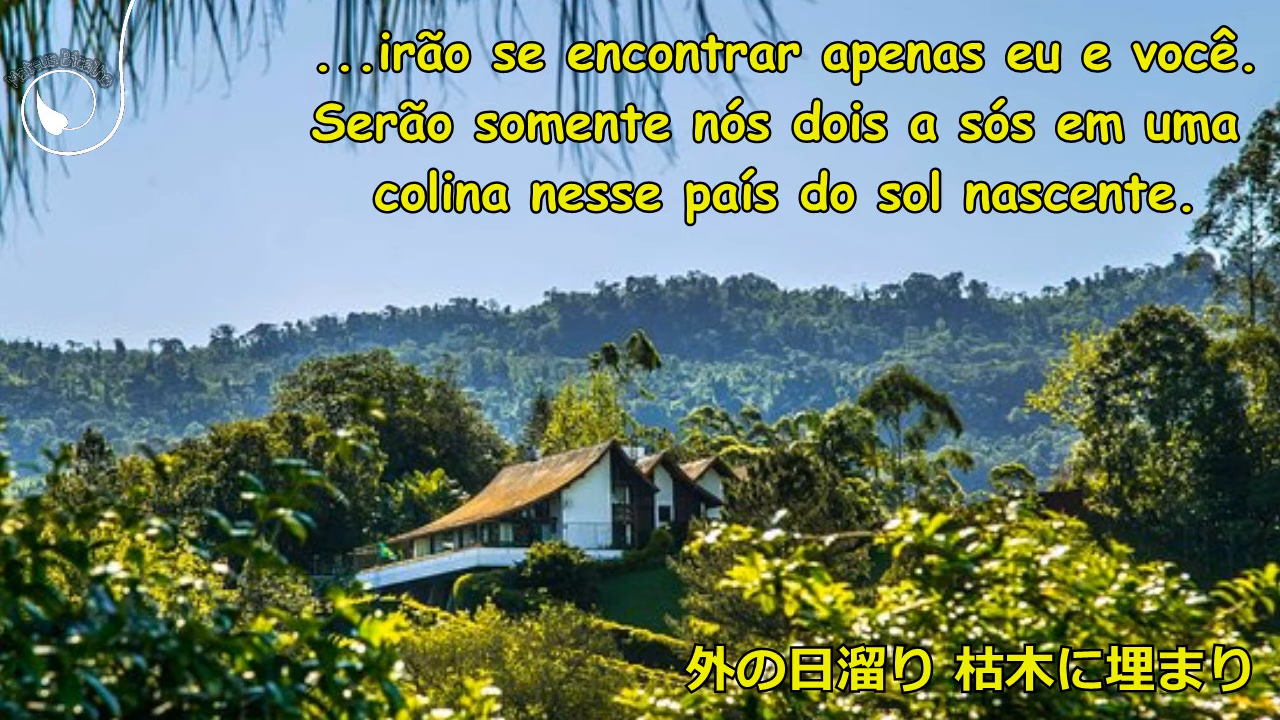 ...irão se encontrar apenas eu e você.
Serão somente nós dois a sós em uma
colina nesse país do sol nascente.
外の日溜り 枯木に埋まり